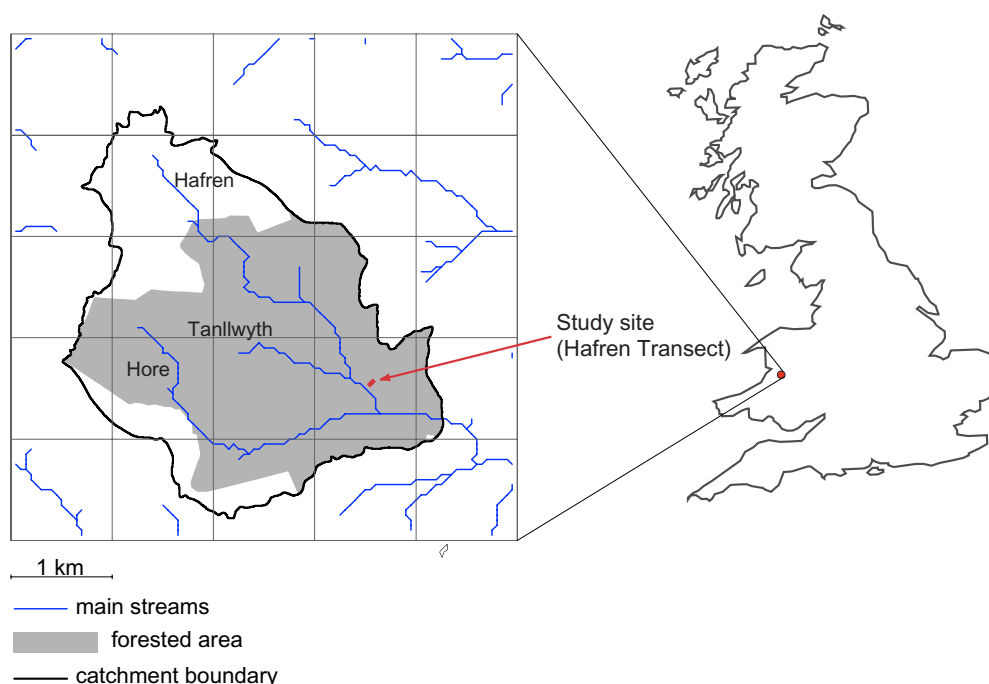 Hafren
Tanllwyth
Hore
Study site
(Hafren Transect)
1 km
main streams
forested area
catchment boundary